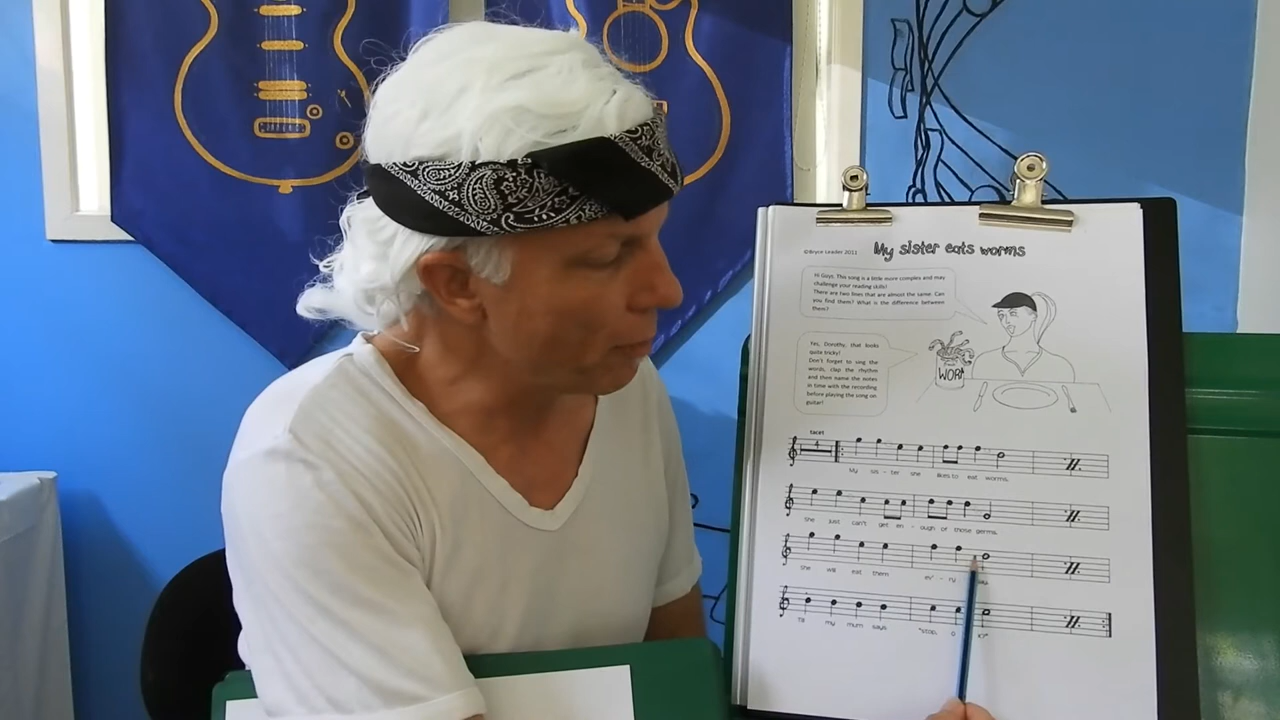 ©Bryce Leader 2011
My sister eats worms
Hi Guys. This song is a little more complex and may
challenge your reading skills!
There are two lines that are almost the same. Can
you find them? What is the difference between
them?
Yes, Dorothy, that looks
quite tricky!
Don't forget to sing the
words, clap the rhythm
and then name the notes
in time with the recording
before playing the song on
guitar!
WORM
tacet
4
My sis - ter she likes to eat worms.
She just can't get en - ough of those germs.
She will eat them ev' - ry
Till my mum says "stop,